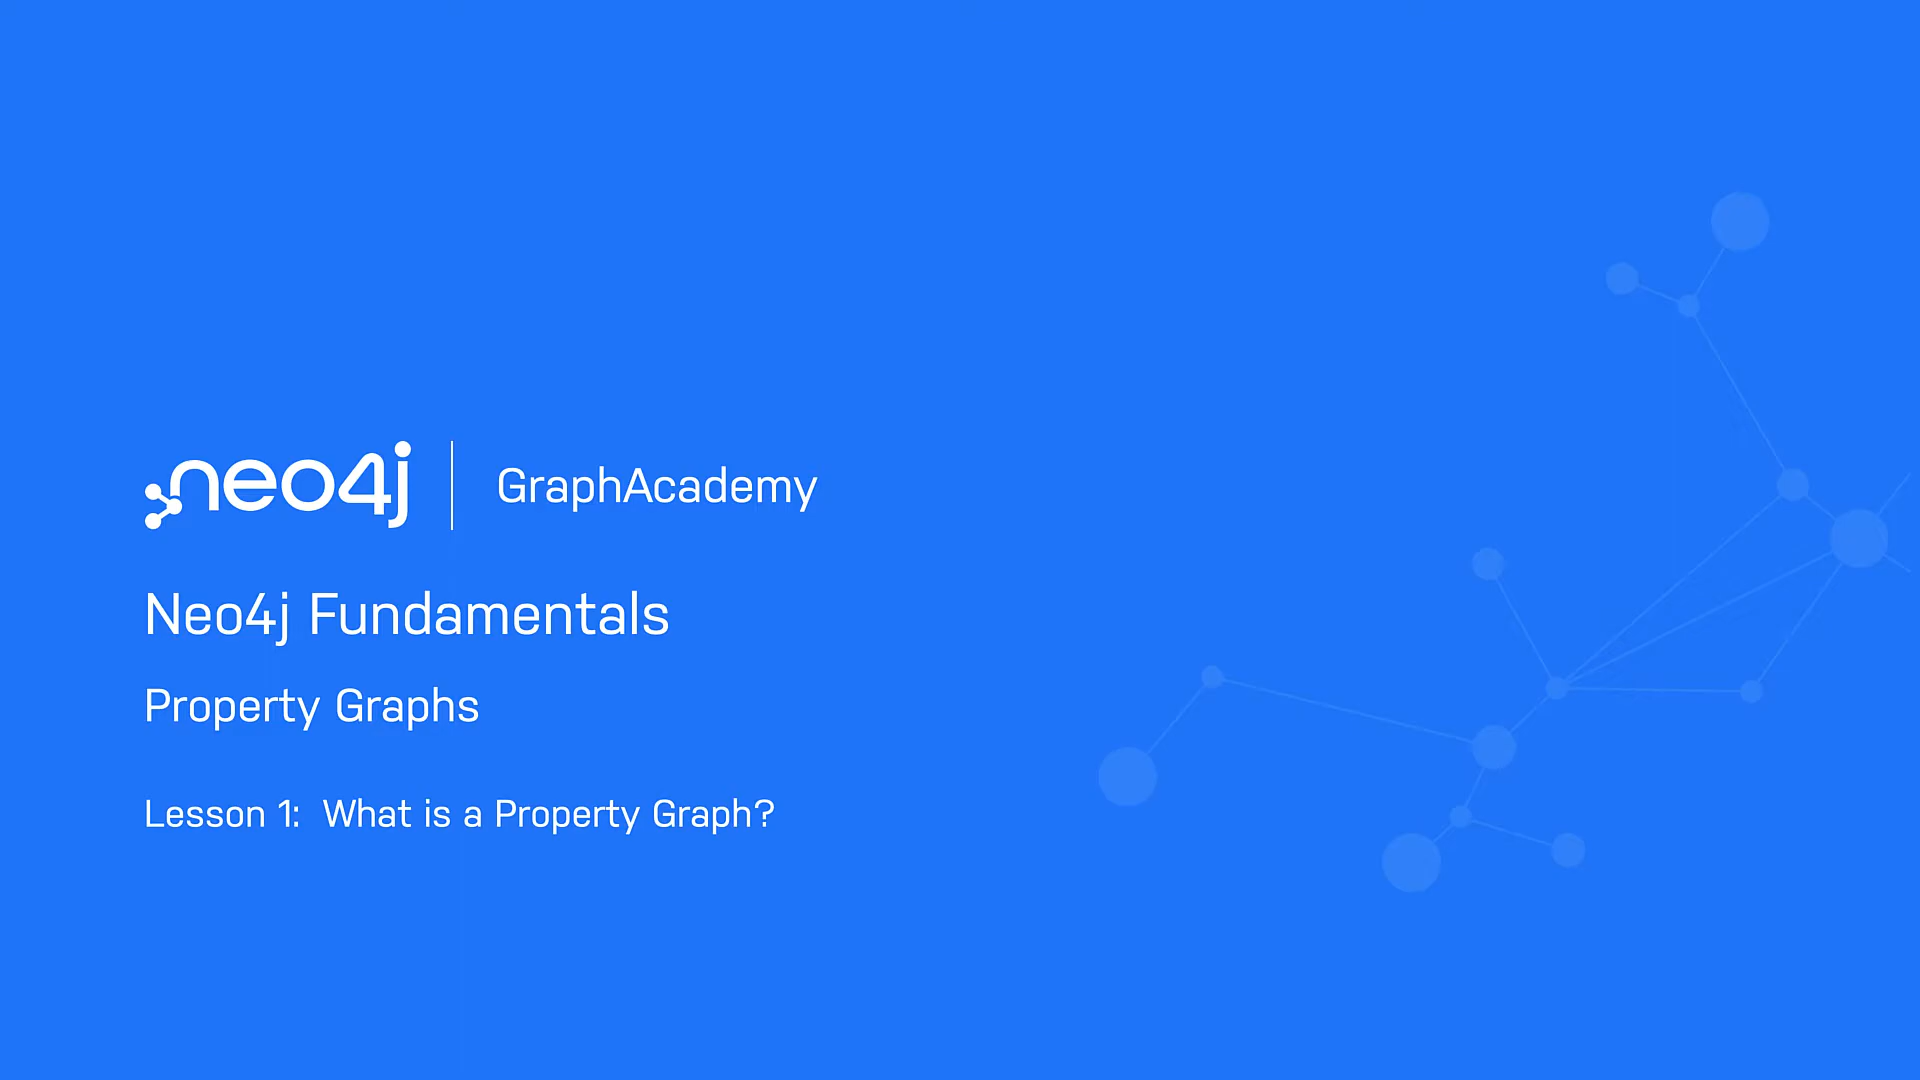 neo4j | GraphAcademy
Neo4j Fundamentals
Property Graphs
Lesson 1: What is a Property Graph?